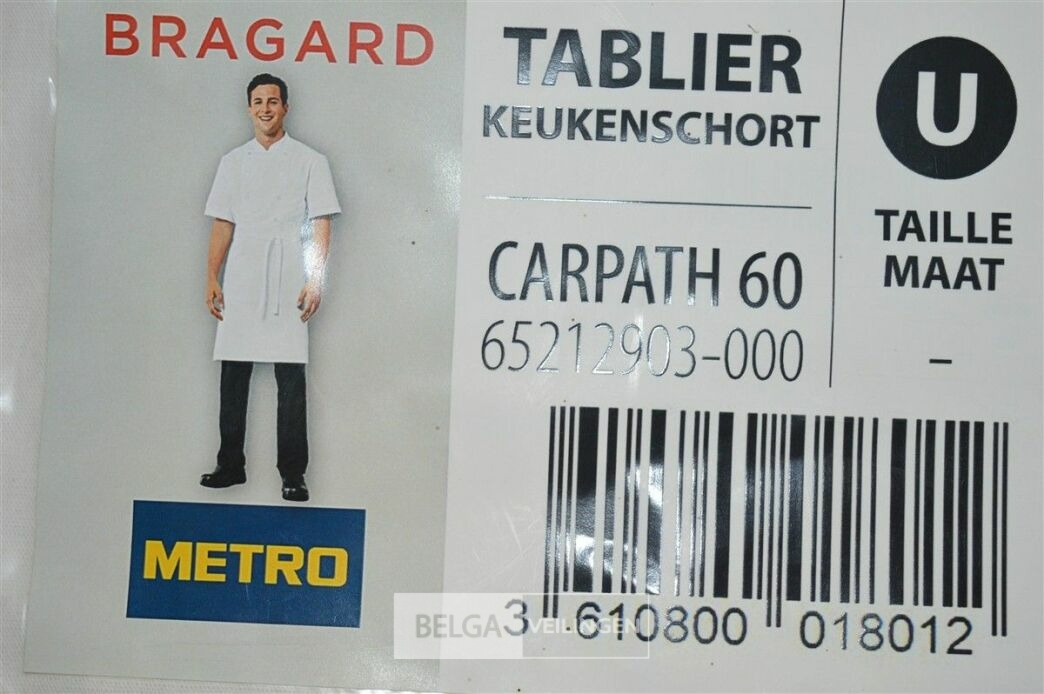 BRAGARD
TABLIER
KEUKENSCHORT
CARPATH 60
65212903-000
U
TAILLE
MAAT
–
METRO
3 610800 018012
BELGA VEILINGEN